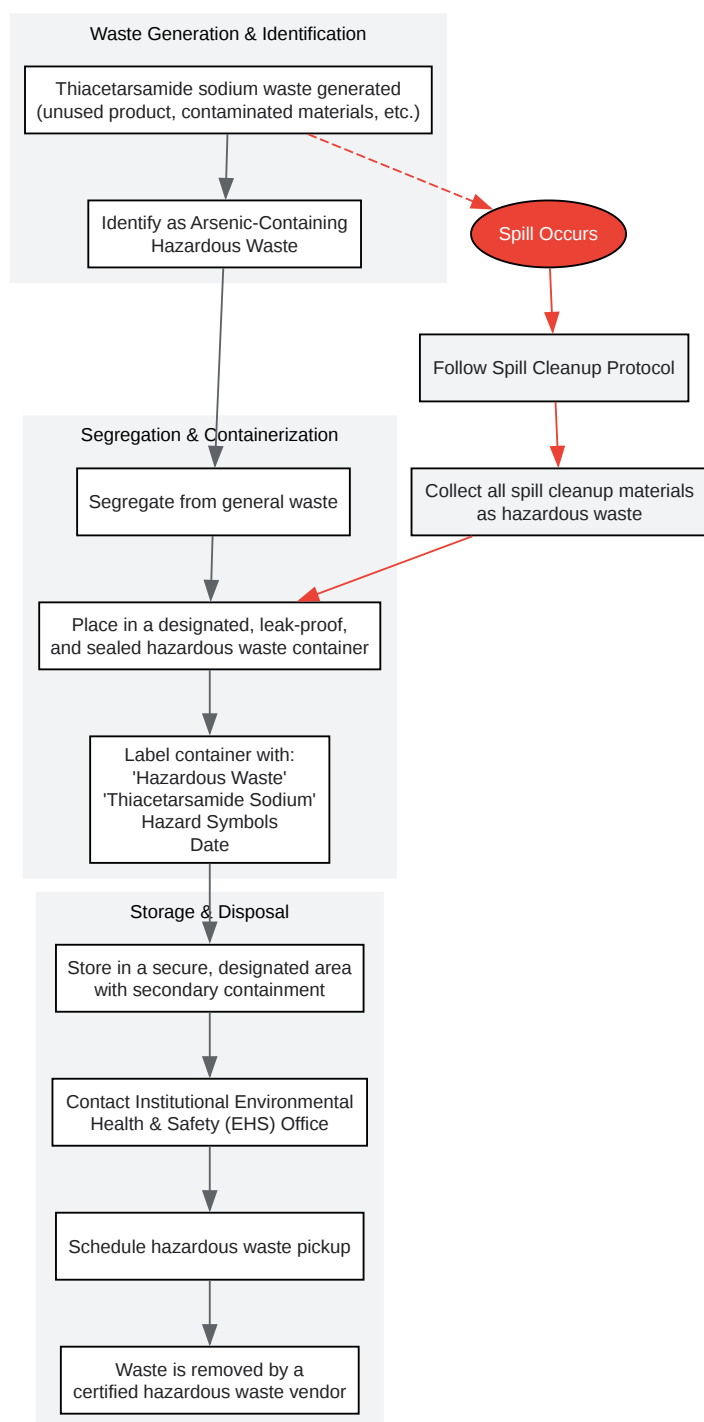 Waste Generation & Identification
Thiacetarsamide sodium waste generated
(unused product, contaminated materials, etc.)
Identify as Arsenic-Containing
Hazardous Waste
Spill Occurs
Follow Spill Cleanup Protocol
Collect all spill cleanup materials
as hazardous waste
Segregation & Containerization
Segregate from general waste
Place in a designated, leak-proof,
and sealed hazardous waste container
Label container with:
'Hazardous Waste'
'Thiacetarsamide Sodium'
Hazard Symbols
Date
Storage & Disposal
Store in a secure, designated area
with secondary containment
Contact Institutional Environmental
Health & Safety (EHS) Office
Schedule hazardous waste pickup
Waste is removed by a
certified hazardous waste vendor